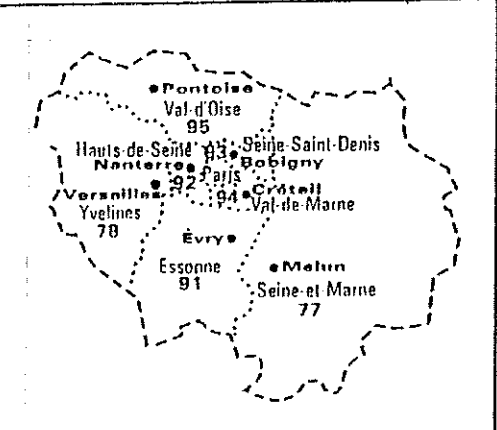 Pontoise
Val-d'Oise
95
Hauts-de-Seine
93
Seine-Saint-Denis
Nanterre
Bobigny
92
Paris
Versailles
Créteil
94
Val-de-Marne
Yvelines
78
Évry
Essonne
91
Melun
Seine-et-Marne
77